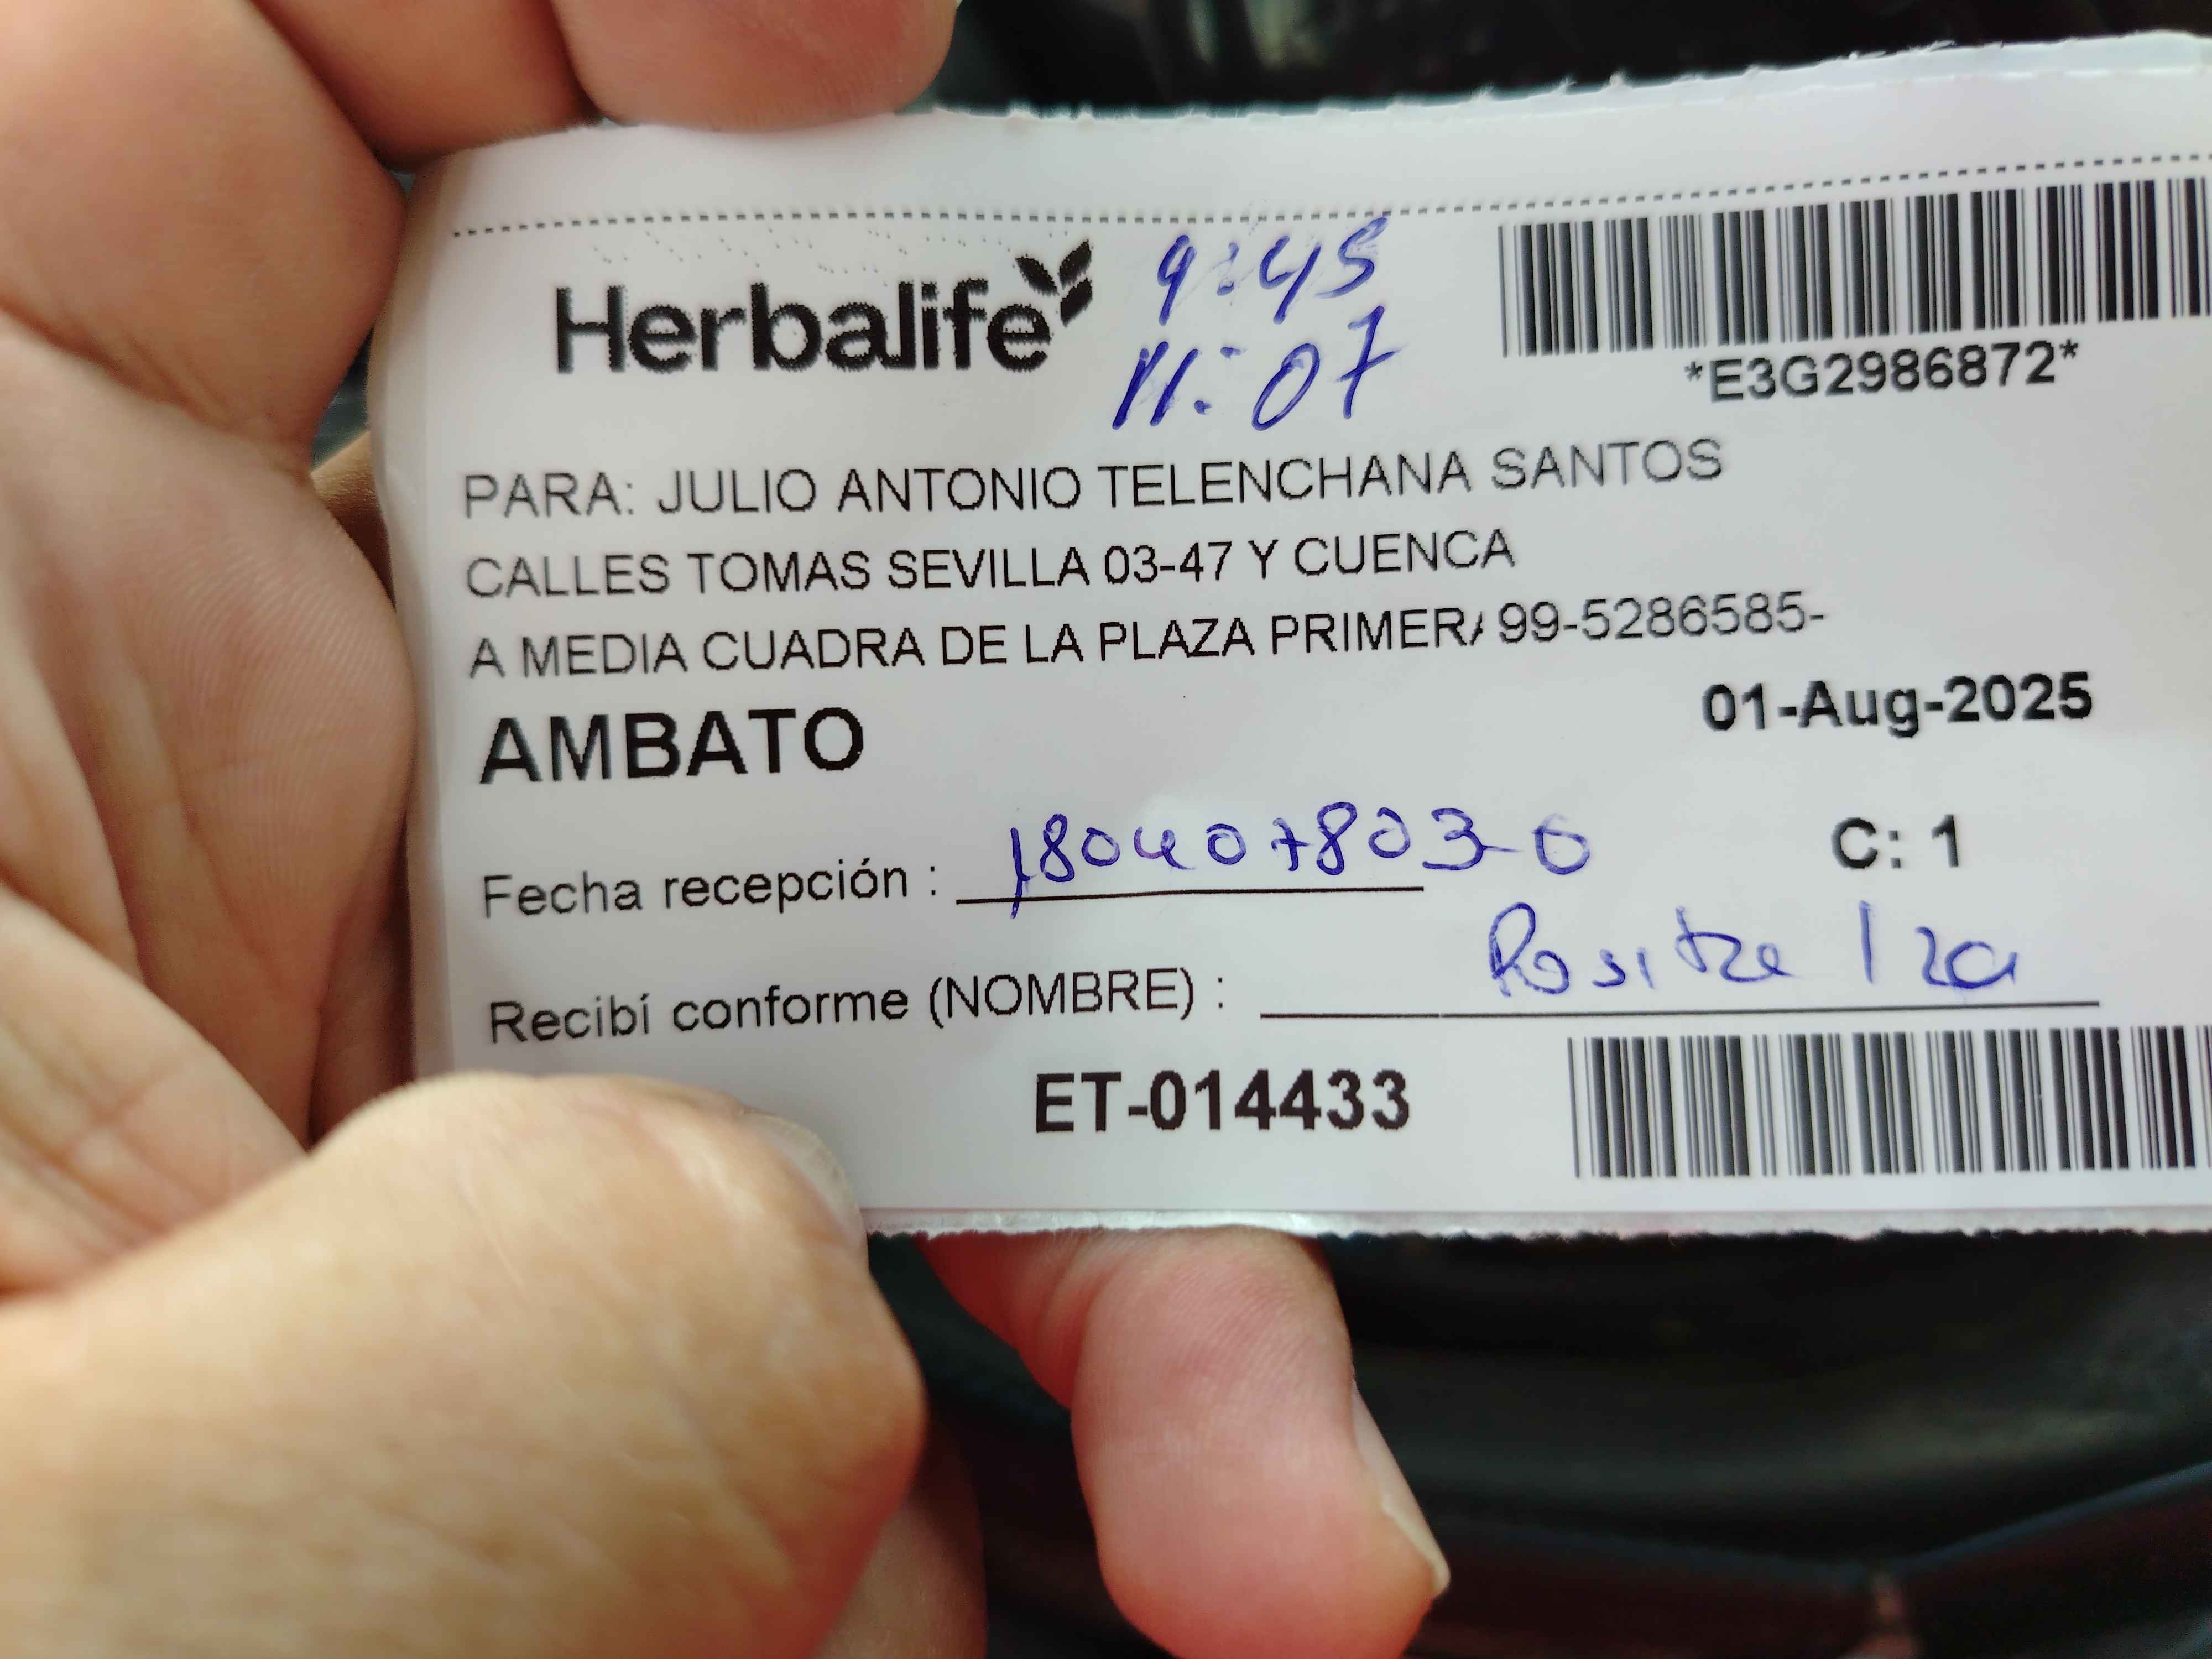 Herbalife
9:45
11:07
*E3G2986872*
PARA: JULIO ANTONIO TELENCHANA SANTOS
CALLES TOMAS SEVILLA 03-47 Y CUENCA
A MEDIA CUADRA DE LA PLAZA PRIMERA 99-5286585-
AMBATO
01-Aug-2025
Fecha recepción : 180407803-0
C: 1
Recibí conforme (NOMBRE) : Iza
ET-014433